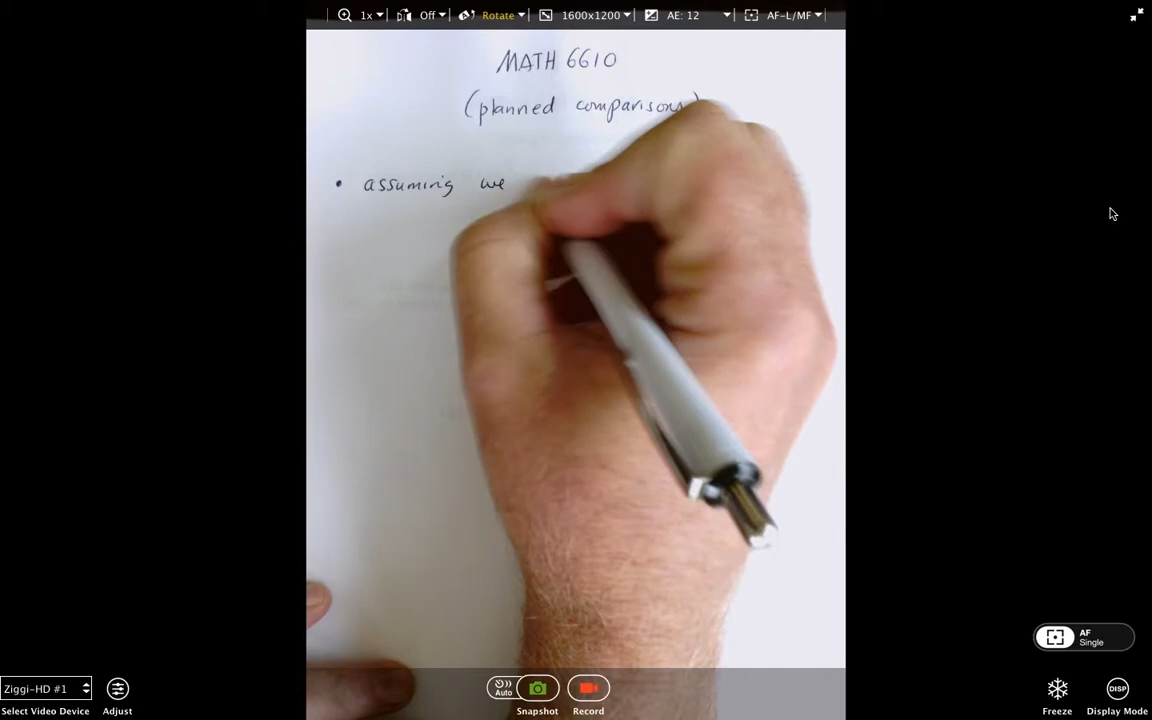 1x Off Rotate 1600x1200 AE: 12 AF-L/MF
MATH 6610
(planned comparisons)
• assuming we
AF
Single
Ziggi-HD #1 Auto DISP
Select Video Device Adjust Snapshot Record Freeze Display Mode